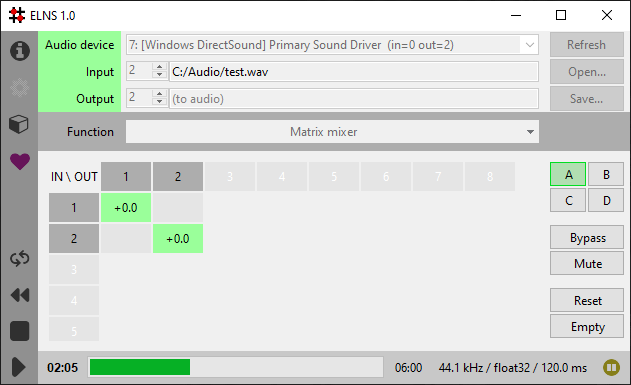 ELNS 1.0
Audio device 7: [Windows DirectSound] Primary Sound Driver (in=0 out=2) Refresh
Input 2 C:/Audio/test.wav Open...
Output 2 (to audio) Save...
Function Matrix mixer
IN \ OUT 1 2 3 4 5 6 7 8
1 +0.0
2 +0.0
3
4
5
A B
C D
Bypass
Mute
Reset
Empty
02:05 06:00 44.1 kHz / float32 / 120.0 ms